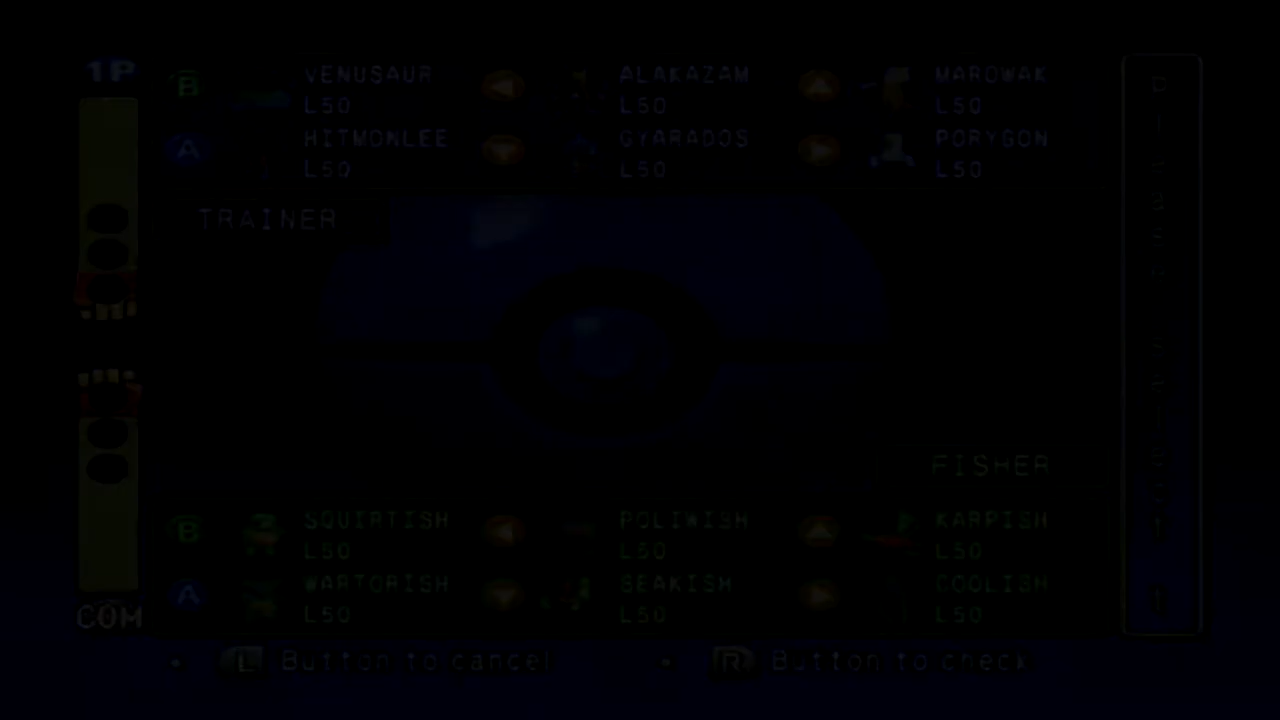 1P
B VENUSAUR L50
ALAKAZAM L50
MAROWAK L50
A HITMONLEE L50
GYARADOS L50
PORYGON L50
TRAINER
FISHER
B SQUIRTISH L50
POLIWISH L50
KARPISH L50
A WARTORISH L50
SEAKISH L50
COOLISH L50
COM
L Button to cancel
R Button to check